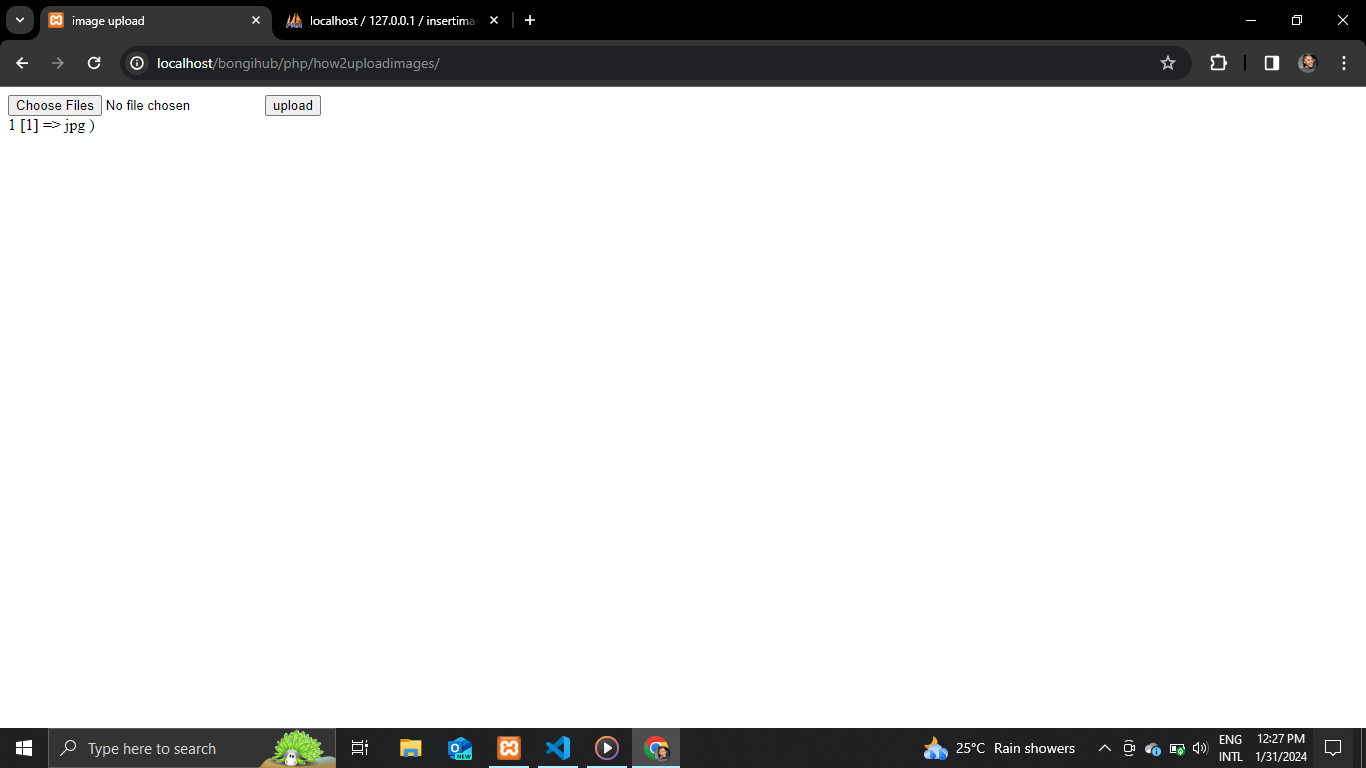 image upload
localhost / 127.0.0.1 / insertima
localhost/bongihub/php/how2uploadimages/
Choose Files No file chosen upload
1 [1] => jpg )
Type here to search
NEW
25°C Rain showers
ENG
INTL
12:27 PM
1/31/2024